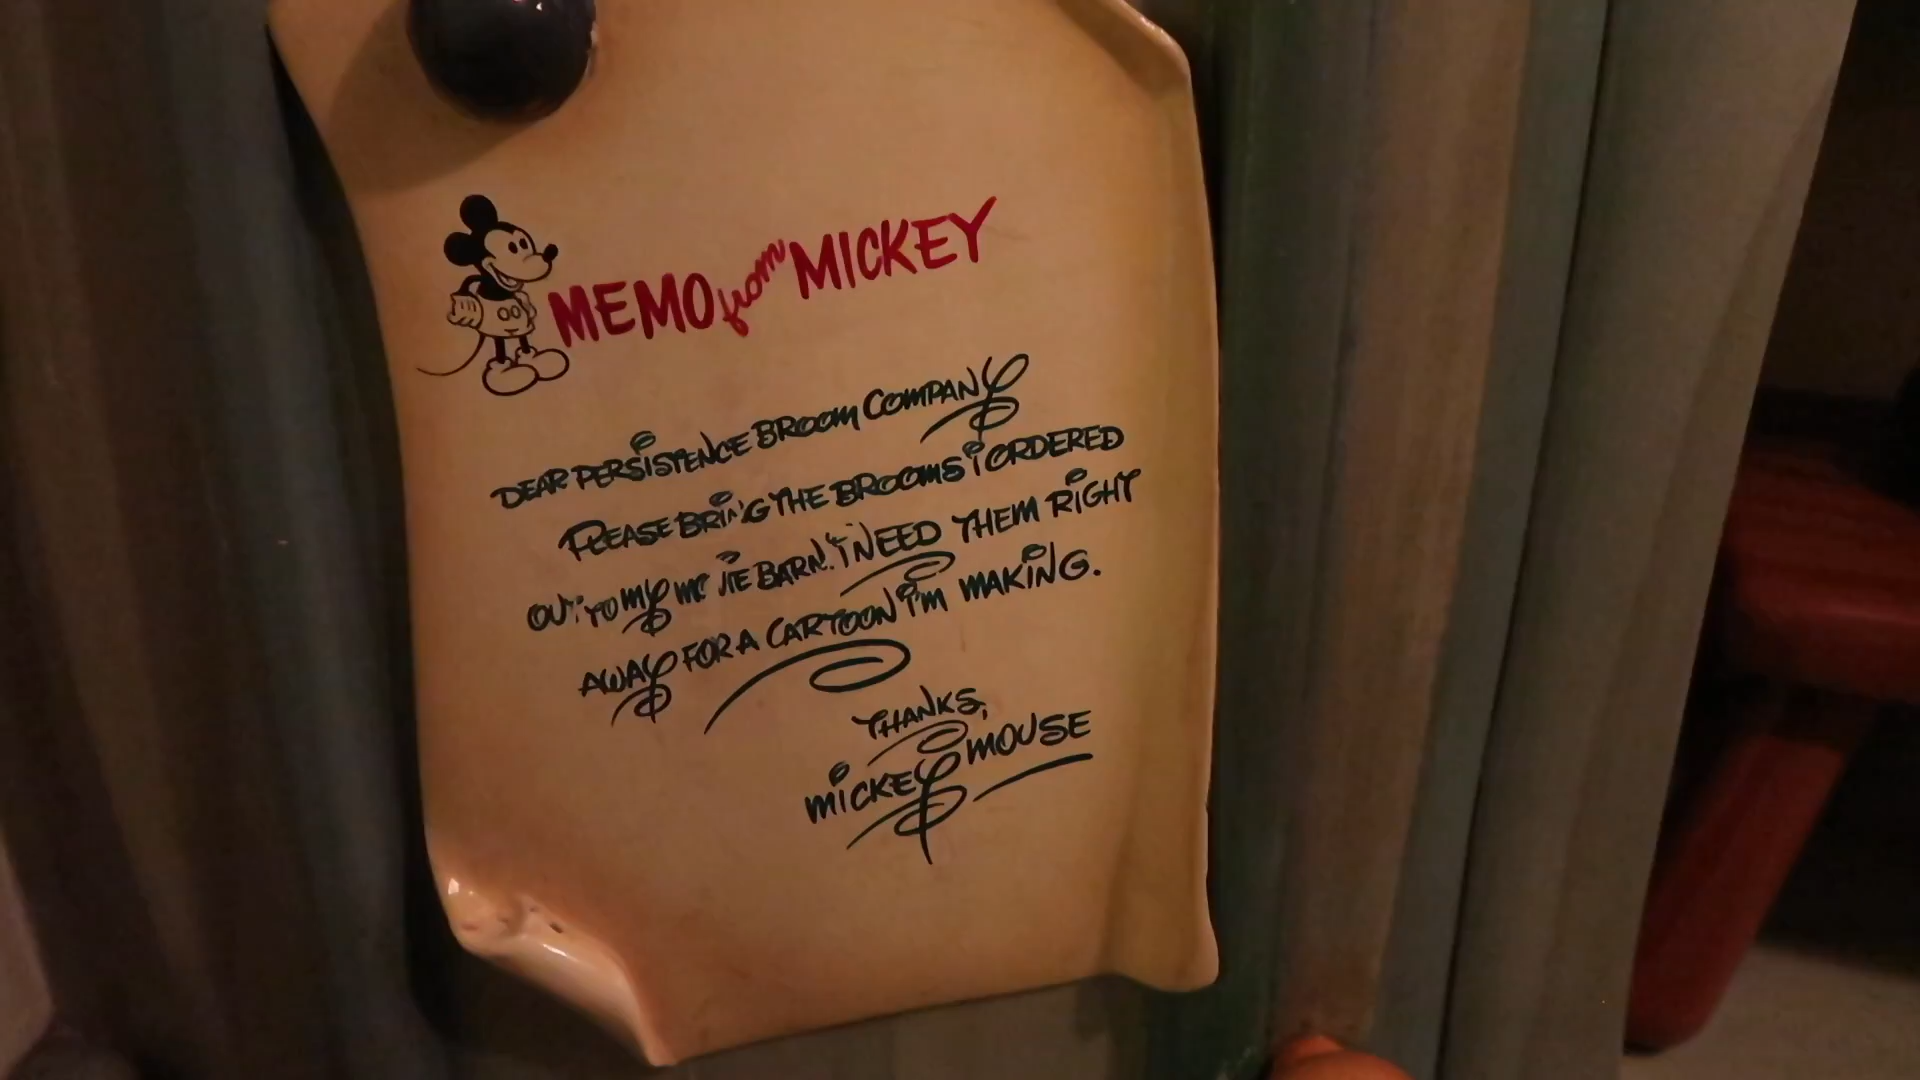 MEMO from MICKEY
DEAR PERSISTENCE BROOM COMPANY
PLEASE BRING THE BROOMS I ORDERED
OUT TO MY MOVIE BARN. I NEED THEM RIGHT
AWAY FOR A CARTOON I'M MAKING.
THANKS,
MICKEY MOUSE